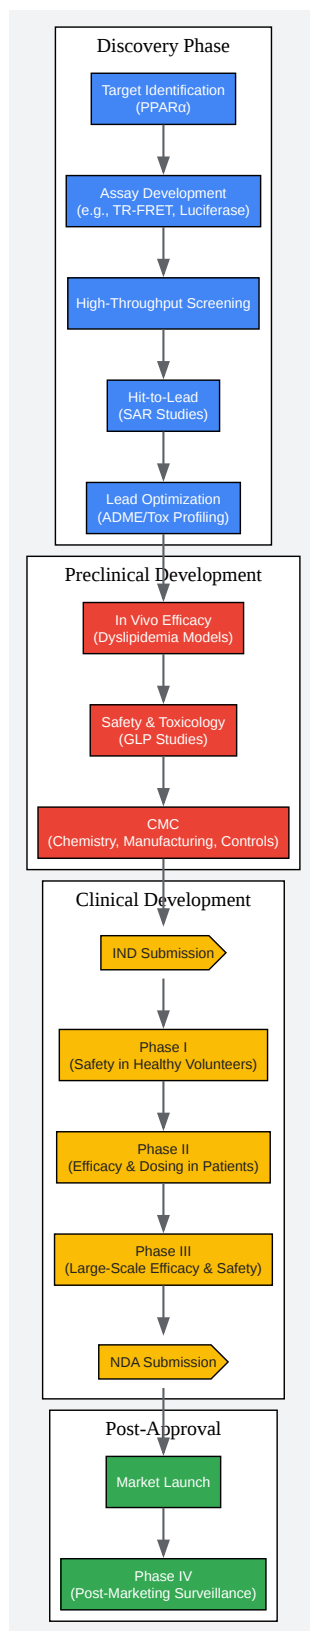 Discovery Phase
Target Identification
(PPARα)
Assay Development
(e.g., TR-FRET, Luciferase)
High-Throughput Screening
Hit-to-Lead
(SAR Studies)
Lead Optimization
(ADME/Tox Profiling)
Preclinical Development
In Vivo Efficacy
(Dyslipidemia Models)
Safety & Toxicology
(GLP Studies)
CMC
(Chemistry, Manufacturing, Controls)
Clinical Development
IND Submission
Phase I
(Safety in Healthy Volunteers)
Phase II
(Efficacy & Dosing in Patients)
Phase III
(Large-Scale Efficacy & Safety)
NDA Submission
Post-Approval
Market Launch
Phase IV
(Post-Marketing Surveillance)